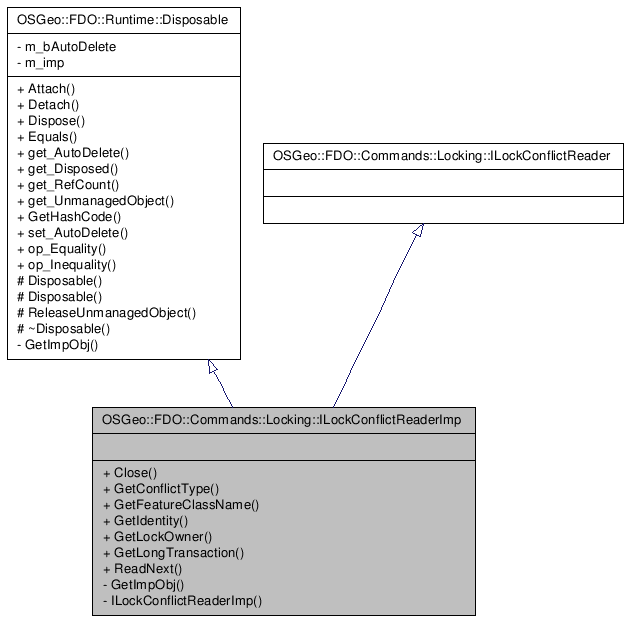 OSGeo::FDO::Runtime::Disposable
- m_bAutoDelete
- m_imp
+ Attach()
+ Detach()
+ Dispose()
+ Equals()
+ get_AutoDelete()
+ get_Disposed()
+ get_RefCount()
+ get_UnmanagedObject()
+ GetHashCode()
+ set_AutoDelete()
+ op_Equality()
+ op_Inequality()
# Disposable()
# Disposable()
# ReleaseUnmanagedObject()
# ~Disposable()
- GetImpObj()
OSGeo::FDO::Commands::Locking::ILockConflictReader
OSGeo::FDO::Commands::Locking::ILockConflictReaderImp
+ Close()
+ GetConflictType()
+ GetFeatureClassName()
+ GetIdentity()
+ GetLockOwner()
+ GetLongTransaction()
+ ReadNext()
- GetImpObj()
- ILockConflictReaderImp()